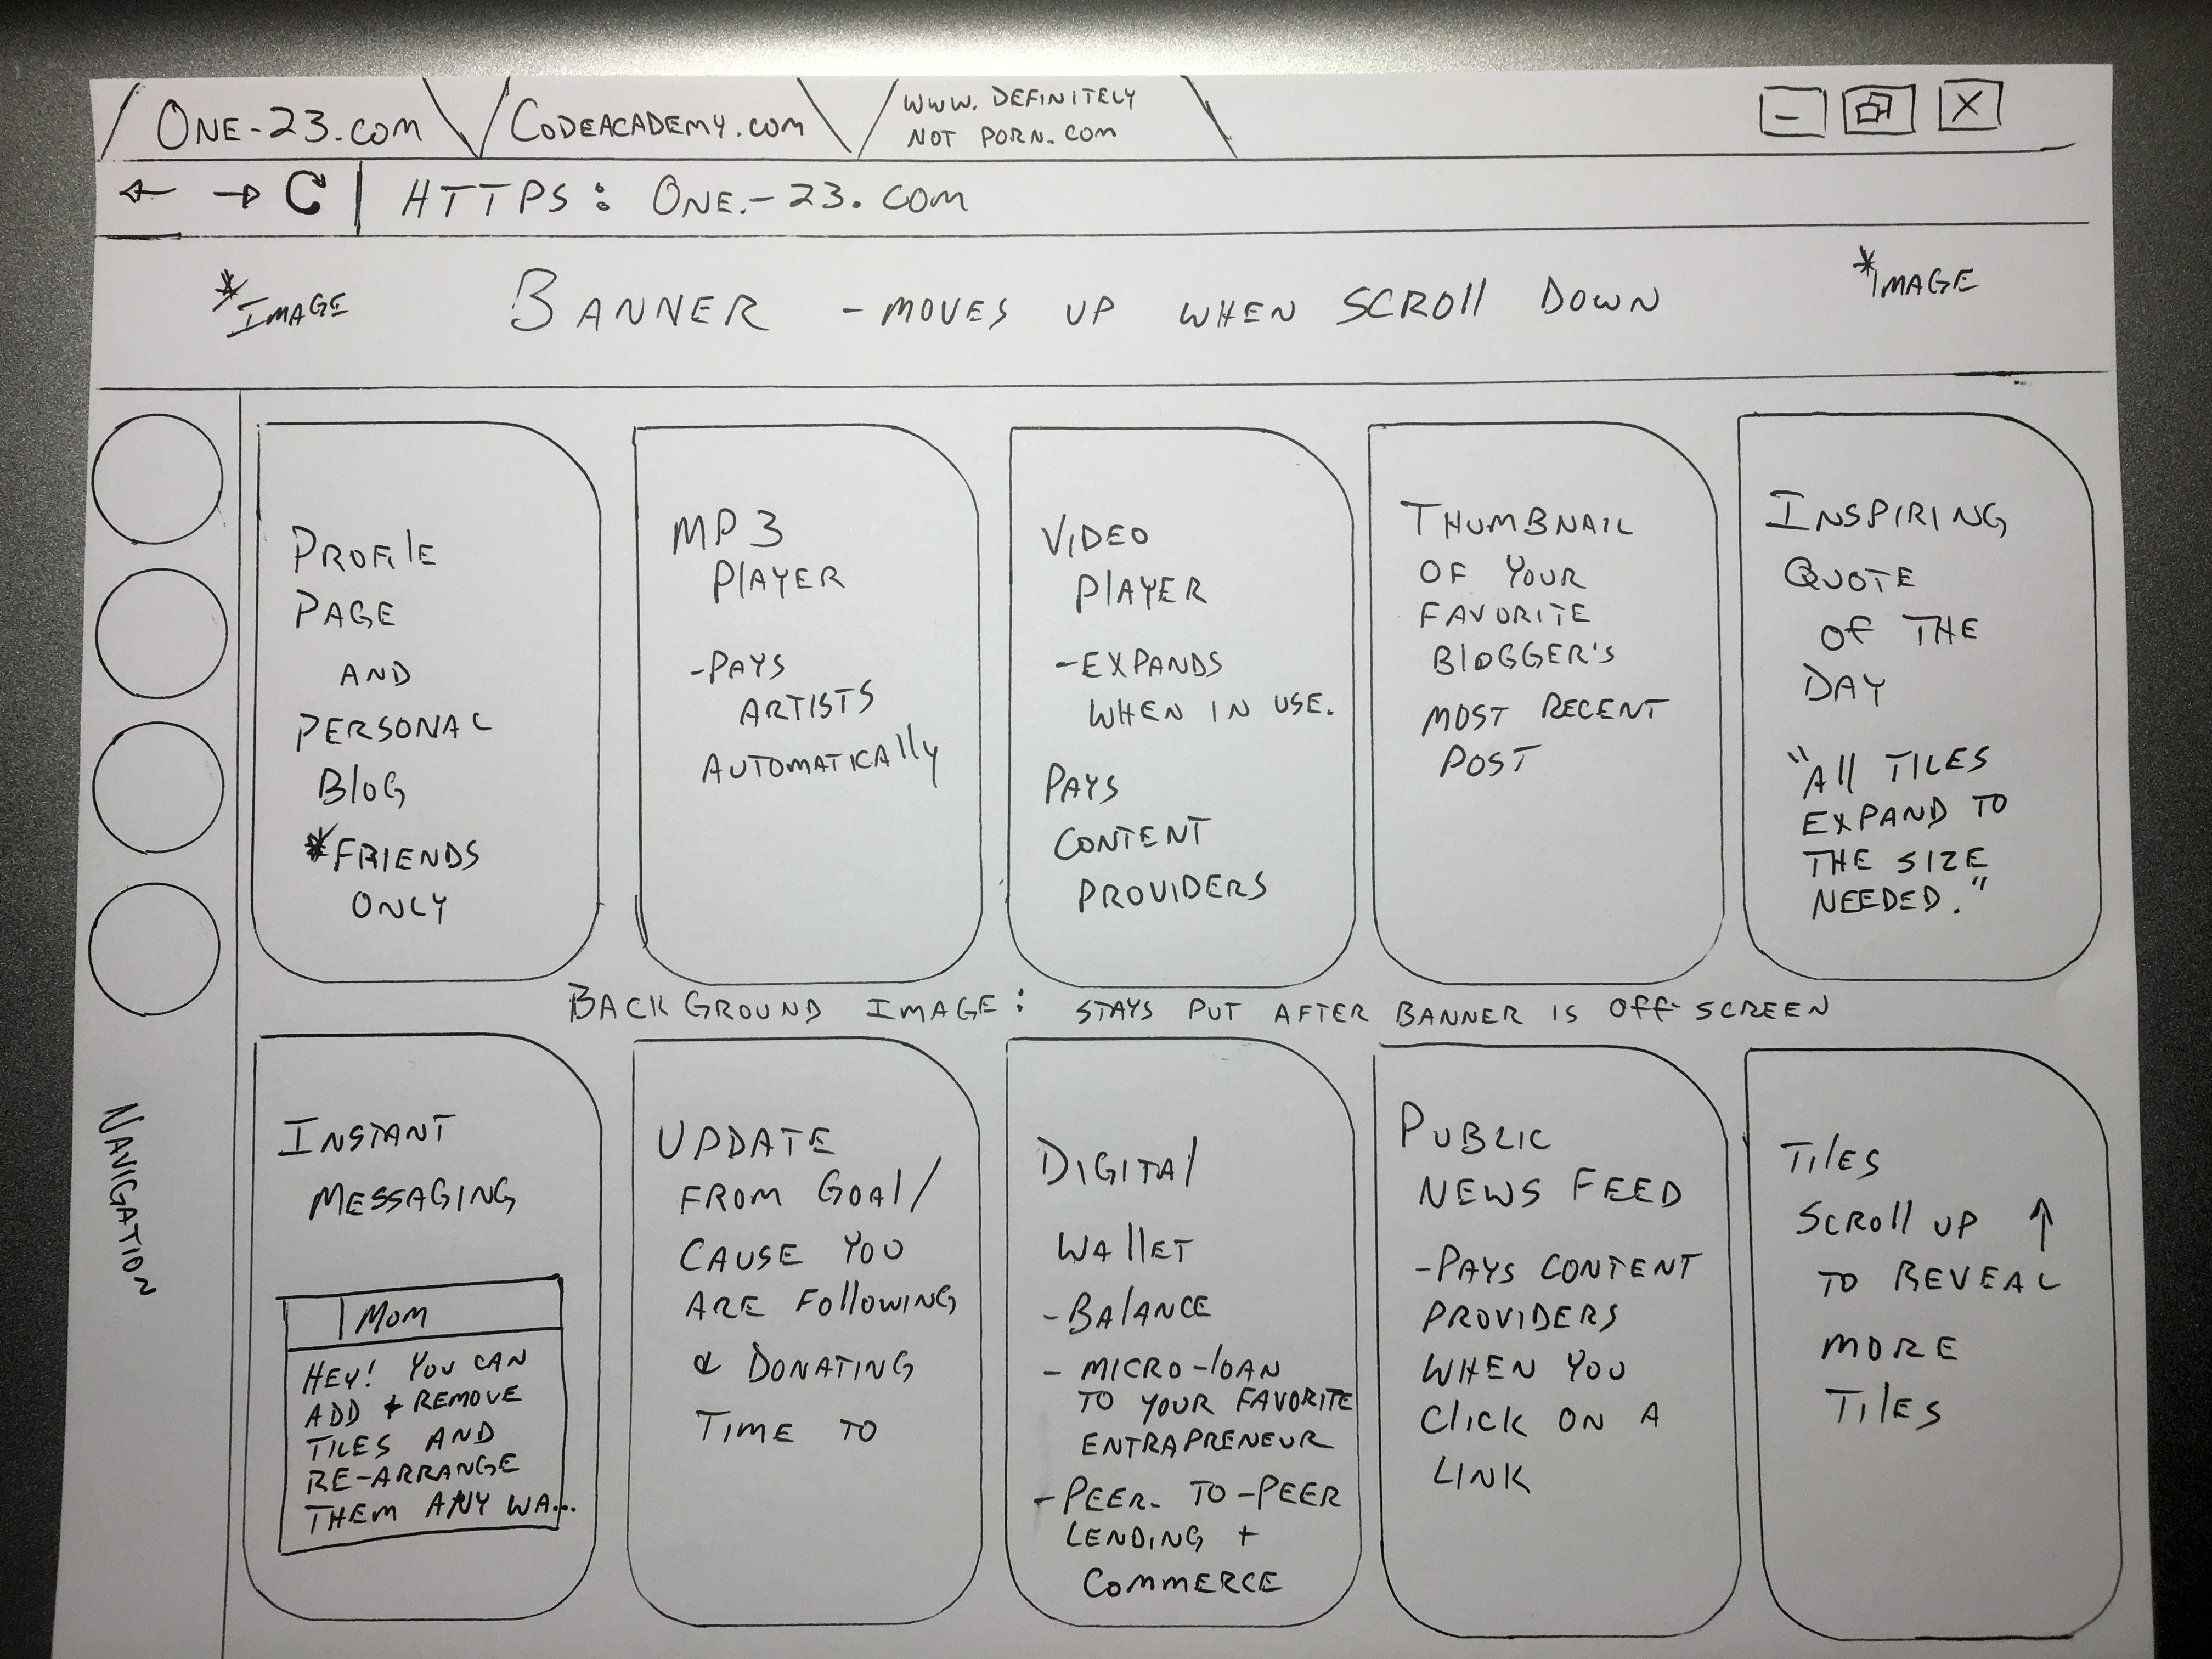 ONE-23.COM
CODEACADEMY.COM
WWW.DEFINITELY
NOT PORN.COM
HTTPS: ONE-23.COM
*IMAGE
BANNER - MOVES UP WHEN SCROLL DOWN
*IMAGE
PROFILE
PAGE
AND
PERSONAL
BLOG
*FRIENDS
ONLY
MP3
PLAYER
-PAYS
ARTISTS
AUTOMATICALLY
VIDEO
PLAYER
-EXPANDS
WHEN IN USE.
PAYS
CONTENT
PROVIDERS
THUMBNAIL
OF YOUR
FAVORITE
BLOGGER'S
MOST RECENT
POST
INSPIRING
QUOTE
OF THE
DAY
"All TILES
EXPAND TO
THE SIZE
NEEDED."
BACKGROUND IMAGE: STAYS PUT AFTER BANNER IS OFF-SCREEN
NAVIGATION
INSTANT
MESSAGING
MOM
HEY! YOU CAN
ADD + REMOVE
TILES AND
RE-ARRANGE
THEM ANY WA..
UPDATE
FROM GOAL/
CAUSE YOU
ARE FOLLOWING
& DONATING
TIME TO
DIGITAL
WALLET
-BALANCE
-MICRO-LOAN
TO YOUR FAVORITE
ENTRAPRENEUR
-PEER-TO-PEER
LENDING +
COMMERCE
PUBLIC
NEWS FEED
-PAYS CONTENT
PROVIDERS
WHEN YOU
CLICK ON A
LINK
TILES
SCROLL UP ↑
TO REVEAL
MORE
TILES